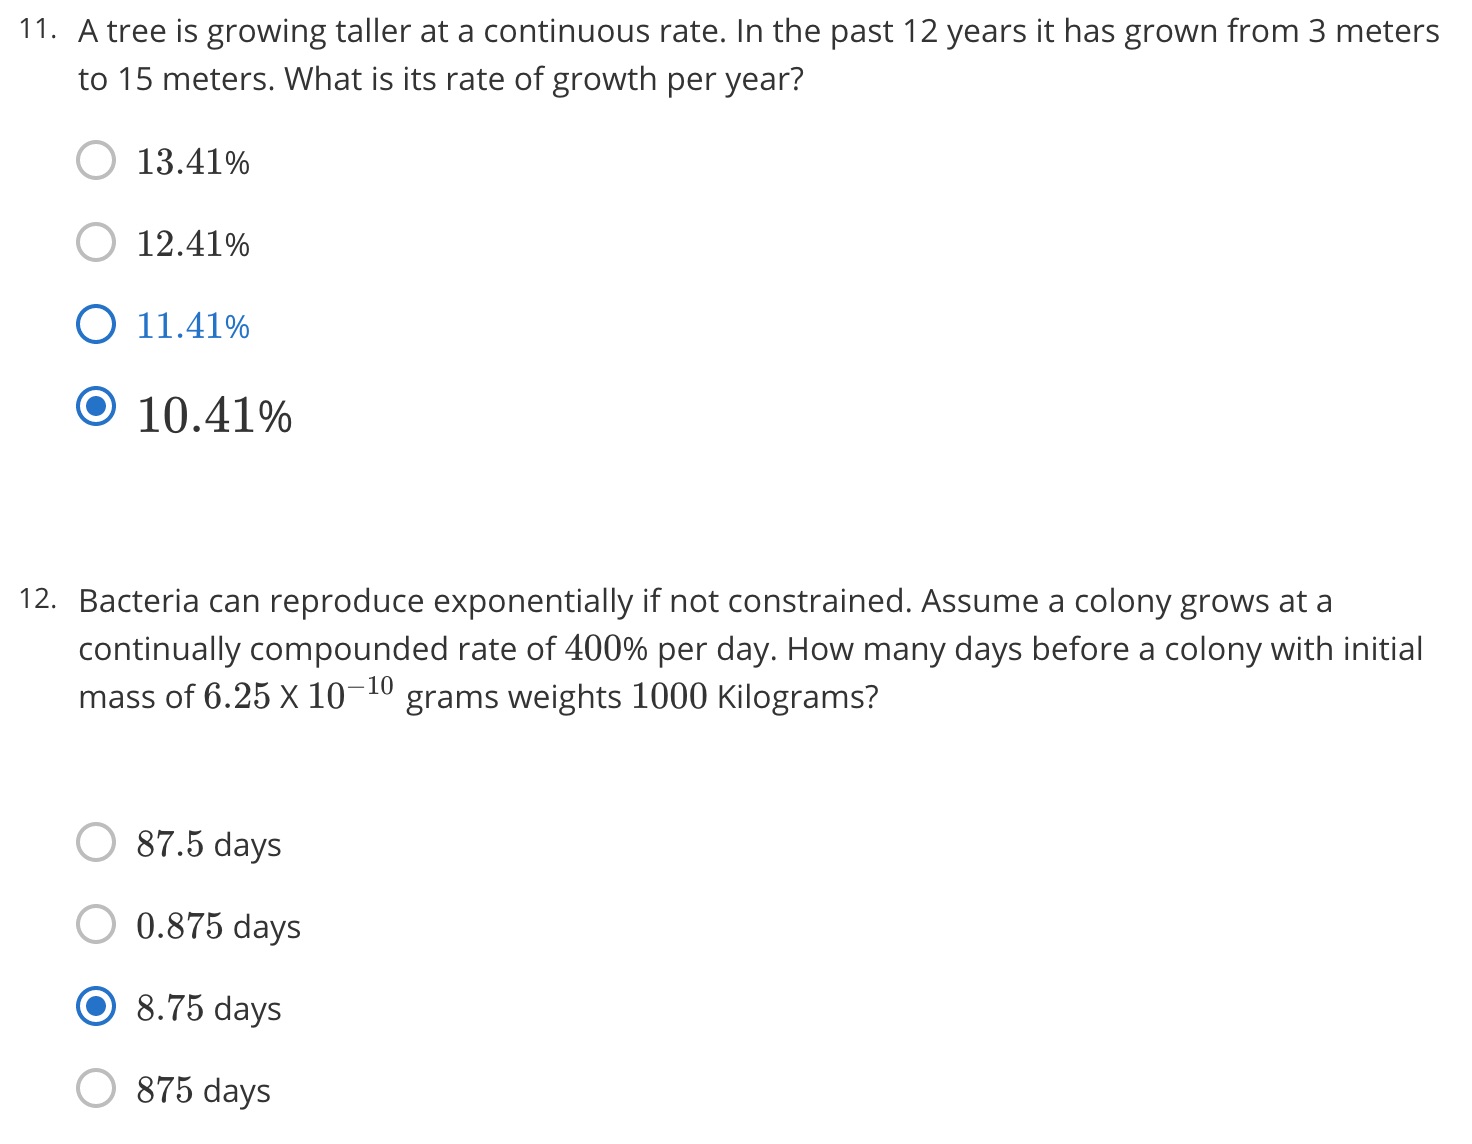 11. A tree is growing taller at a continuous rate. In the past 12 years it has grown from 3 meters
to 15 meters. What is its rate of growth per year?
13.41%
12.41%
11.41%
10.41%
12. Bacteria can reproduce exponentially if not constrained. Assume a colony grows at a
continually compounded rate of 400% per day. How many days before a colony with initial
mass of 6.25 X 10⁻¹⁰ grams weights 1000 Kilograms?
87.5 days
0.875 days
8.75 days
875 days